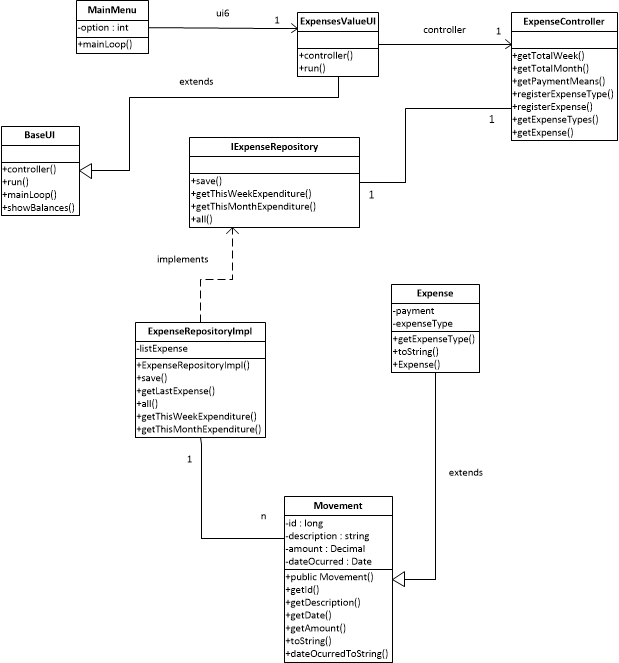 MainMenu
-option : int
+mainLoop()
ui6
1
ExpensesValueUI
+controller()
+run()
controller
1
ExpenseController
+getTotalWeek()
+getTotalMonth()
+getPaymentMeans()
+registerExpenseType()
+registerExpense()
+getExpenseTypes()
+getExpense()
extends
BaseUI
+controller()
+run()
+mainLoop()
+showBalances()
1
IExpenseRepository
+save()
+getThisWeekExpenditure()
+getThisMonthExpenditure()
+all()
1
implements
Expense
-payment
-expenseType
+getExpenseType()
+toString()
+Expense()
ExpenseRepositoryImpl
-listExpense
+ExpenseRepositoryImpl()
+save()
+getLastExpense()
+all()
+getThisWeekExpenditure()
+getThisMonthExpenditure()
1
extends
n
Movement
-id : long
-description : string
-amount : Decimal
-dateOcurred : Date
+public Movement()
+getId()
+getDescription()
+getDate()
+getAmount()
+toString()
+dateOcurredToString()